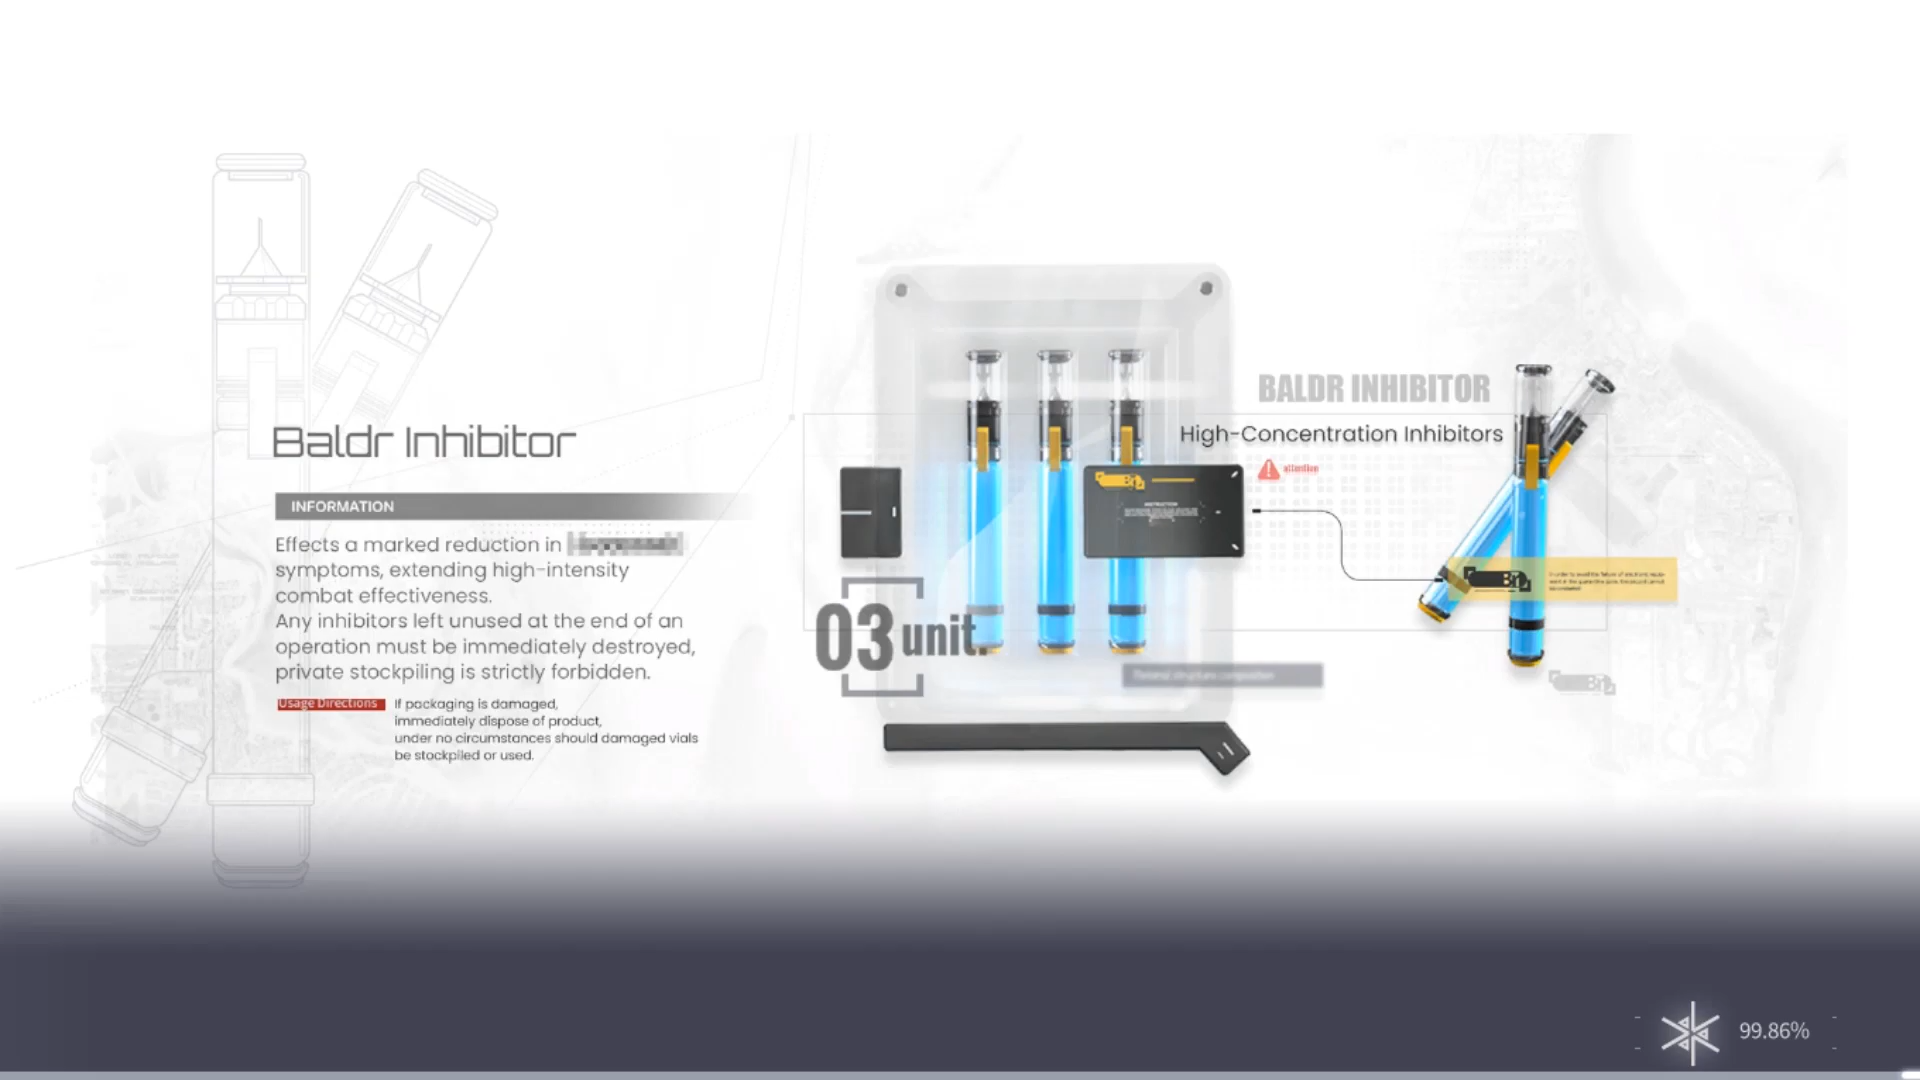 Baldr Inhibitor
INFORMATION
Effects a marked reduction in
symptoms, extending high-intensity
combat effectiveness.
Any inhibitors left unused at the end of an
operation must be immediately destroyed,
private stockpiling is strictly forbidden.
Usage Directions
If packaging is damaged,
immediately dispose of product,
under no circumstances should damaged vials
be stockpiled or used.
03 unit.
BALDR INHIBITOR
High-Concentration Inhibitors
attention
99.86%